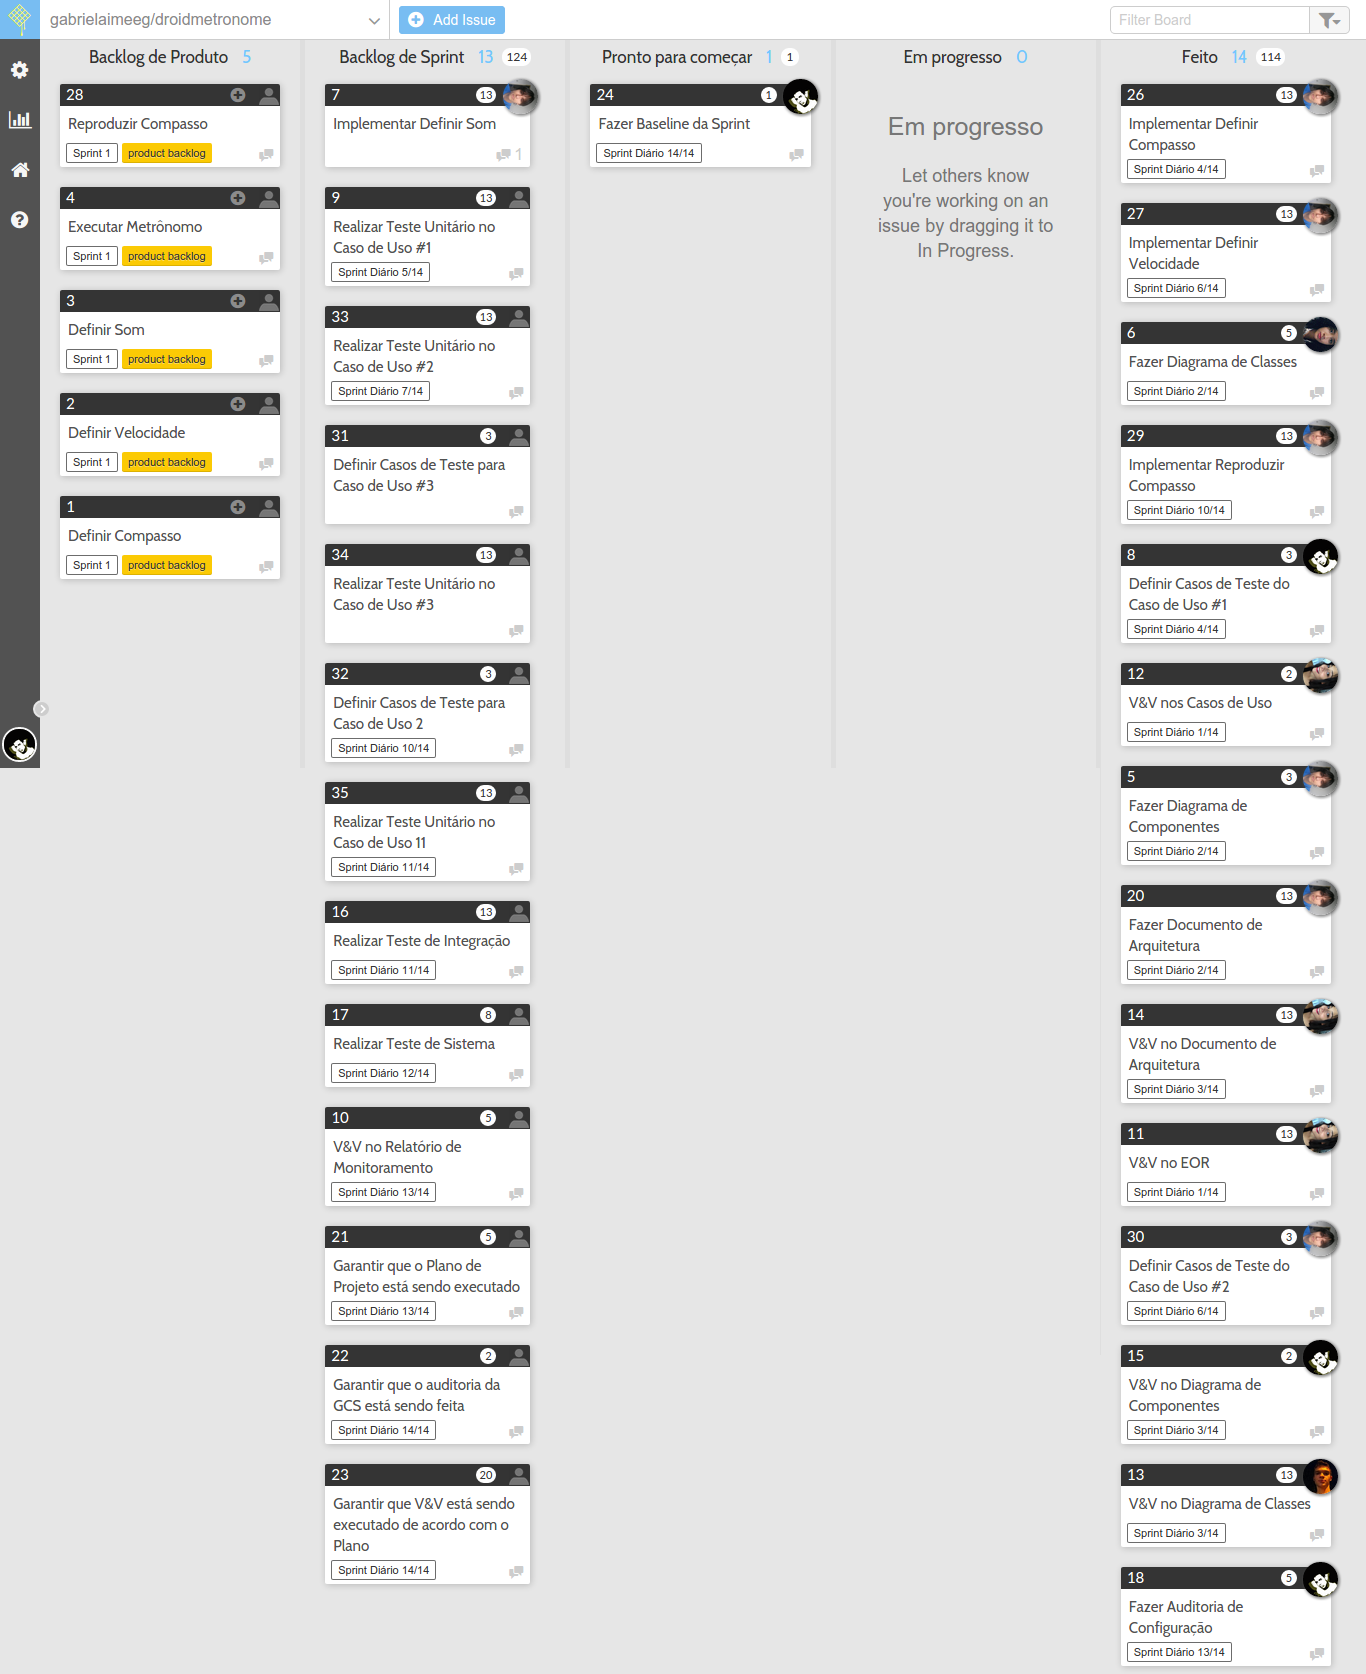 gabrielaimeeg/droidmetronome
Add Issue
Filter Board
Backlog de Produto 5
28
Reproduzir Compasso
Sprint 1 product backlog
4
Executar Metrônomo
Sprint 1 product backlog
3
Definir Som
Sprint 1 product backlog
2
Definir Velocidade
Sprint 1 product backlog
1
Definir Compasso
Sprint 1 product backlog
Backlog de Sprint 13 124
7 13
Implementar Definir Som
1
9 13
Realizar Teste Unitário no
Caso de Uso #1
Sprint Diário 5/14
33 13
Realizar Teste Unitário no
Caso de Uso #2
Sprint Diário 7/14
31 3
Definir Casos de Teste para
Caso de Uso #3
34 13
Realizar Teste Unitário no
Caso de Uso #3
32 3
Definir Casos de Teste para
Caso de Uso 2
Sprint Diário 10/14
35 13
Realizar Teste Unitário no
Caso de Uso 11
Sprint Diário 11/14
16 13
Realizar Teste de Integração
Sprint Diário 11/14
17 8
Realizar Teste de Sistema
Sprint Diário 12/14
10 5
V&V no Relatório de
Monitoramento
Sprint Diário 13/14
21 5
Garantir que o Plano de
Projeto está sendo executado
Sprint Diário 13/14
22 2
Garantir que o auditoria da
GCS está sendo feita
Sprint Diário 14/14
23 20
Garantir que V&V está sendo
executado de acordo com o
Plano
Sprint Diário 14/14
Pronto para começar 1 1
24 1
Fazer Baseline da Sprint
Sprint Diário 14/14
Em progresso 0
Em progresso
Let others know
you're working on an
issue by dragging it to
In Progress.
Feito 14 114
26 13
Implementar Definir
Compasso
Sprint Diário 4/14
27 13
Implementar Definir
Velocidade
Sprint Diário 6/14
6 5
Fazer Diagrama de Classes
Sprint Diário 2/14
29 13
Implementar Reproduzir
Compasso
Sprint Diário 10/14
8 3
Definir Casos de Teste do
Caso de Uso #1
Sprint Diário 4/14
12 2
V&V nos Casos de Uso
Sprint Diário 1/14
5 3
Fazer Diagrama de
Componentes
Sprint Diário 2/14
20 13
Fazer Documento de
Arquitetura
Sprint Diário 2/14
14 13
V&V no Documento de
Arquitetura
Sprint Diário 3/14
11 13
V&V no EOR
Sprint Diário 1/14
30 3
Definir Casos de Teste do
Caso de Uso #2
Sprint Diário 6/14
15 2
V&V no Diagrama de
Componentes
Sprint Diário 3/14
13 13
V&V no Diagrama de Classes
Sprint Diário 3/14
18 5
Fazer Auditoria de
Configuração
Sprint Diário 13/14